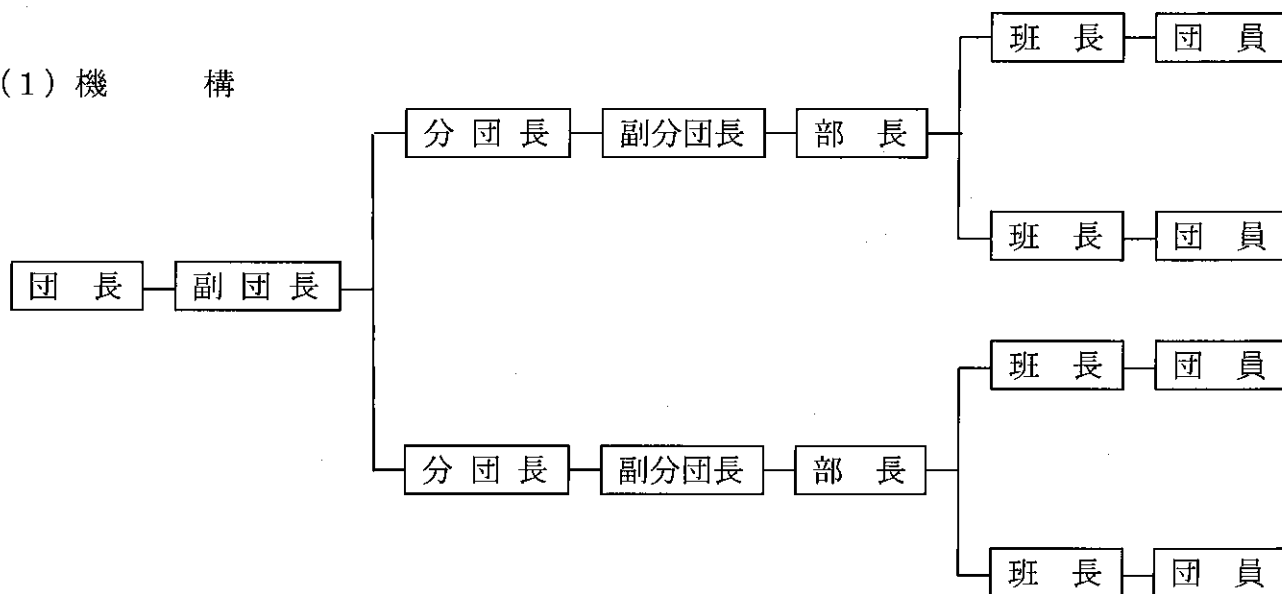 班 長 団 員
(1) 機 構
分 団 長 副分団長 部 長
班 長 団 員
団 長 副 団 長
班 長 団 員
分 団 長 副分団長 部 長
班 長 団 員